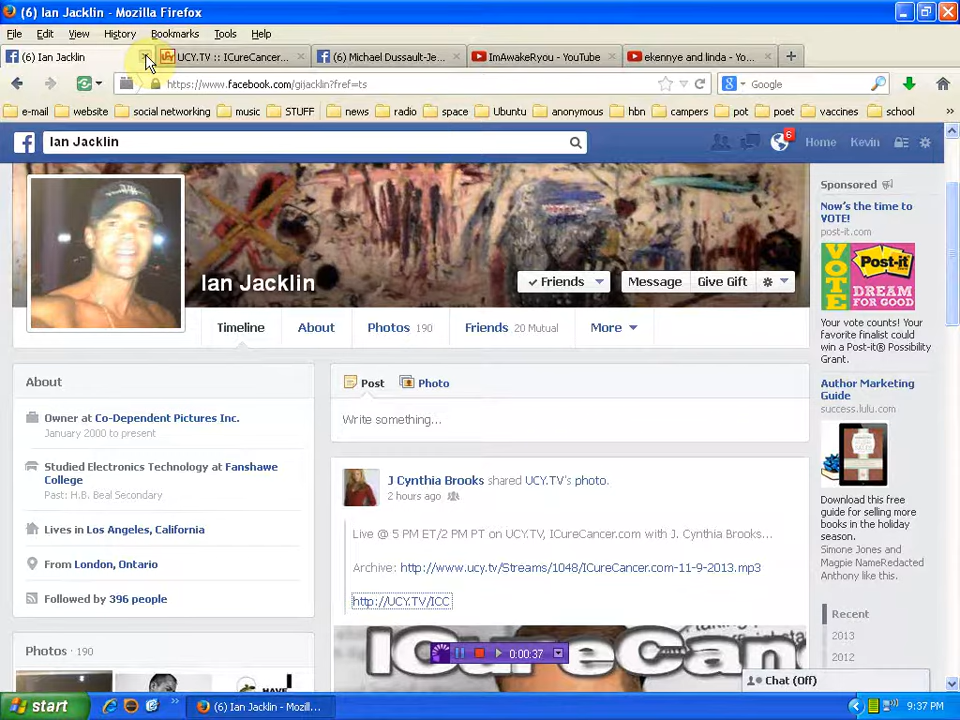 (6) Ian Jacklin - Mozilla Firefox
File Edit View History Bookmarks Tools Help
(6) Ian Jacklin
UCY.TV :: ICureCancer...
(6) Michael Dussault-Je...
ImAwakeRyou - YouTube
ekennye and linda - You...
https://www.facebook.com/gijacklin?fref=ts
Google
early website social networking music STUFF news radio space Ubuntu anonymous hbn campers pot poet vaccines school
Ian Jacklin
6
Home Kevin
Ian Jacklin
Friends
Message
Give Gift
Timeline About Photos 190 Friends 20 Mutual More
About
Owner at Co-Dependent Pictures Inc.
January 2000 to present
Studied Electronics Technology at Fanshawe
College
Past: H.B. Beal Secondary
Lives in Los Angeles, California
From London, Ontario
Followed by 396 people
Photos · 190
Post Photo
Write something...
J Cynthia Brooks shared UCY.TV's photo.
2 hours ago
Live @ 5 PM ET/2 PM PT on UCY.TV, ICureCancer.com with J. Cynthia Brooks...
Archive: http://www.ucy.tv/Streams/1048/ICureCancer.com-11-9-2013.mp3
http://UCY.TV/ICC
ICureCan
0:00:37
Sponsored
Now's the time to
VOTE!
post-it.com
VOTE
Post-it
DREAM
FOR GOOD
Your vote counts! Your
favorite finalist could
win a Post-it® Possibility
Grant.
Author Marketing
Guide
success.lulu.com
Download this free
guide for selling more
books in the holiday
season.
Simone Jones and
Magpie NameRedacted
Anthony like this.
Recent
2013
2012
Chat (Off)
start
(6) Ian Jacklin - Mozill...
9:37 PM